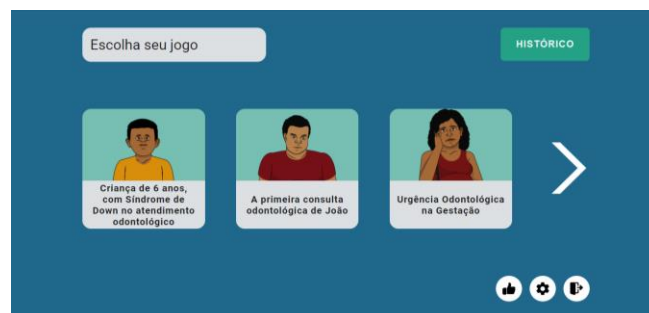 Escolha seu jogo
HISTÓRICO
Criança de 6 anos,
com Síndrome de
Down no atendimento
odontológico
A primeira consulta
odontológica de João
Urgência Odontológica
na Gestação